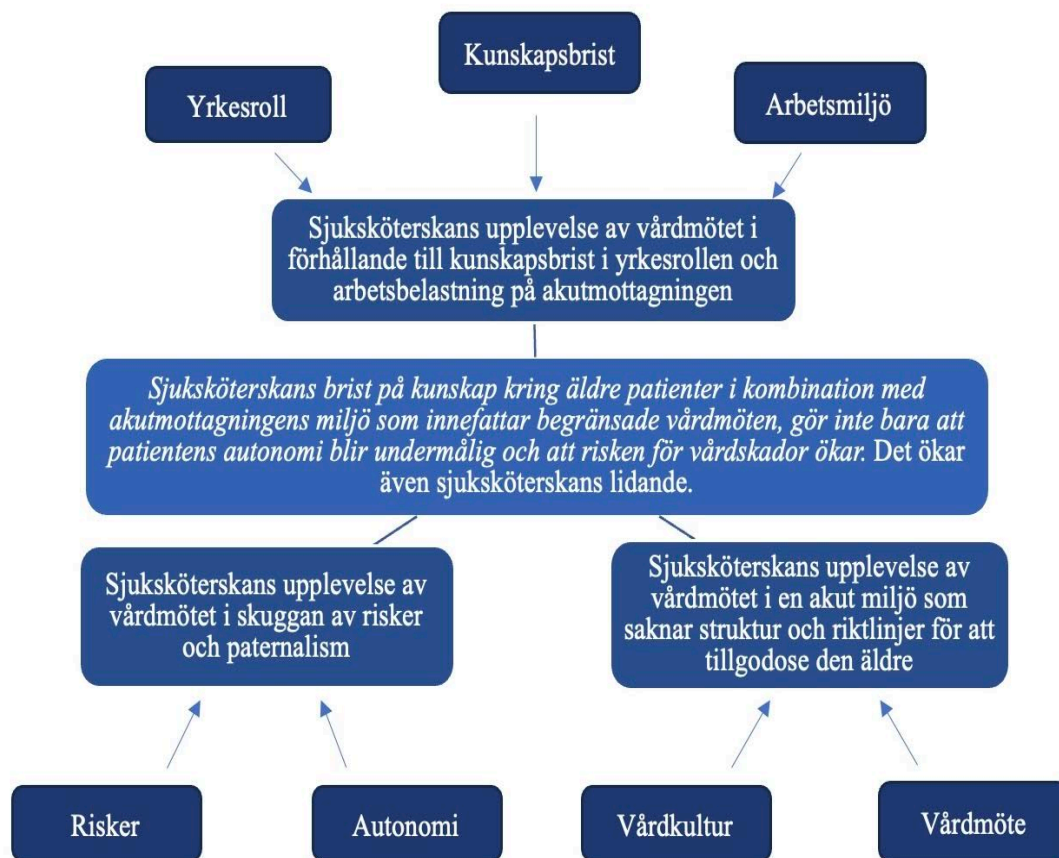 Kunskapsbrist
Yrkesroll
Arbetsmiljö
Sjuksköterskans upplevelse av vårdmötet i
förhållande till kunskapsbrist i yrkesrollen och
arbetsbelastning på akutmottagningen
Sjuksköterskans brist på kunskap kring äldre patienter i kombination med
akutmottagningens miljö som innefattar begränsade vårdmöten, gör inte bara att
patientens autonomi blir undermålig och att risken för vårdskador ökar. Det ökar
även sjuksköterskans lidande.
Sjuksköterskans upplevelse av
vårdmötet i skuggan av risker
och paternalism
Sjuksköterskans upplevelse av
vårdmötet i en akut miljö som
saknar struktur och riktlinjer för att
tillgodose den äldre
Risker
Autonomi
Vårdkultur
Vårdmöte